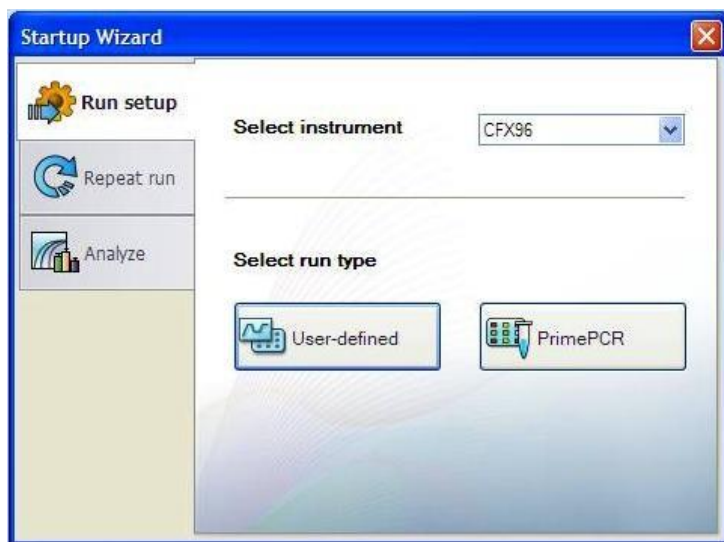 Startup Wizard
Run setup
Repeat run
Analyze
Select instrument
CFX96
Select run type
User-defined
PrimePCR